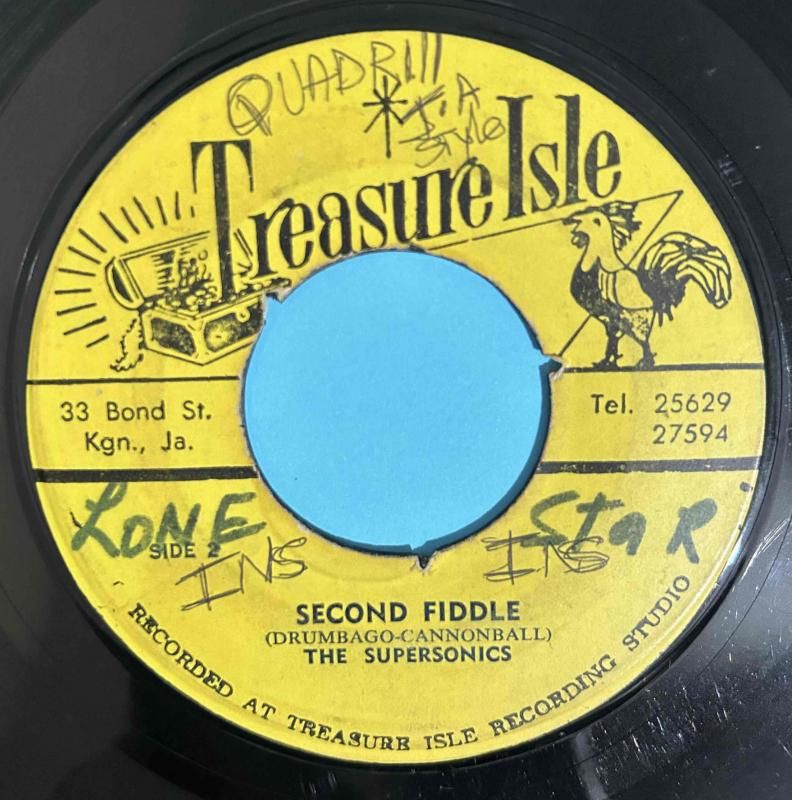 QUADRILL
STYLE
Treasure Isle
33 Bond St.
Kgn., Ja.
Tel. 25629
27594
LONE STAR
SIDE 2
INS INS
SECOND FIDDLE
(DRUMBAGO-CANNONBALL)
THE SUPERSONICS
RECORDED AT TREASURE ISLE RECORDING STUDIO